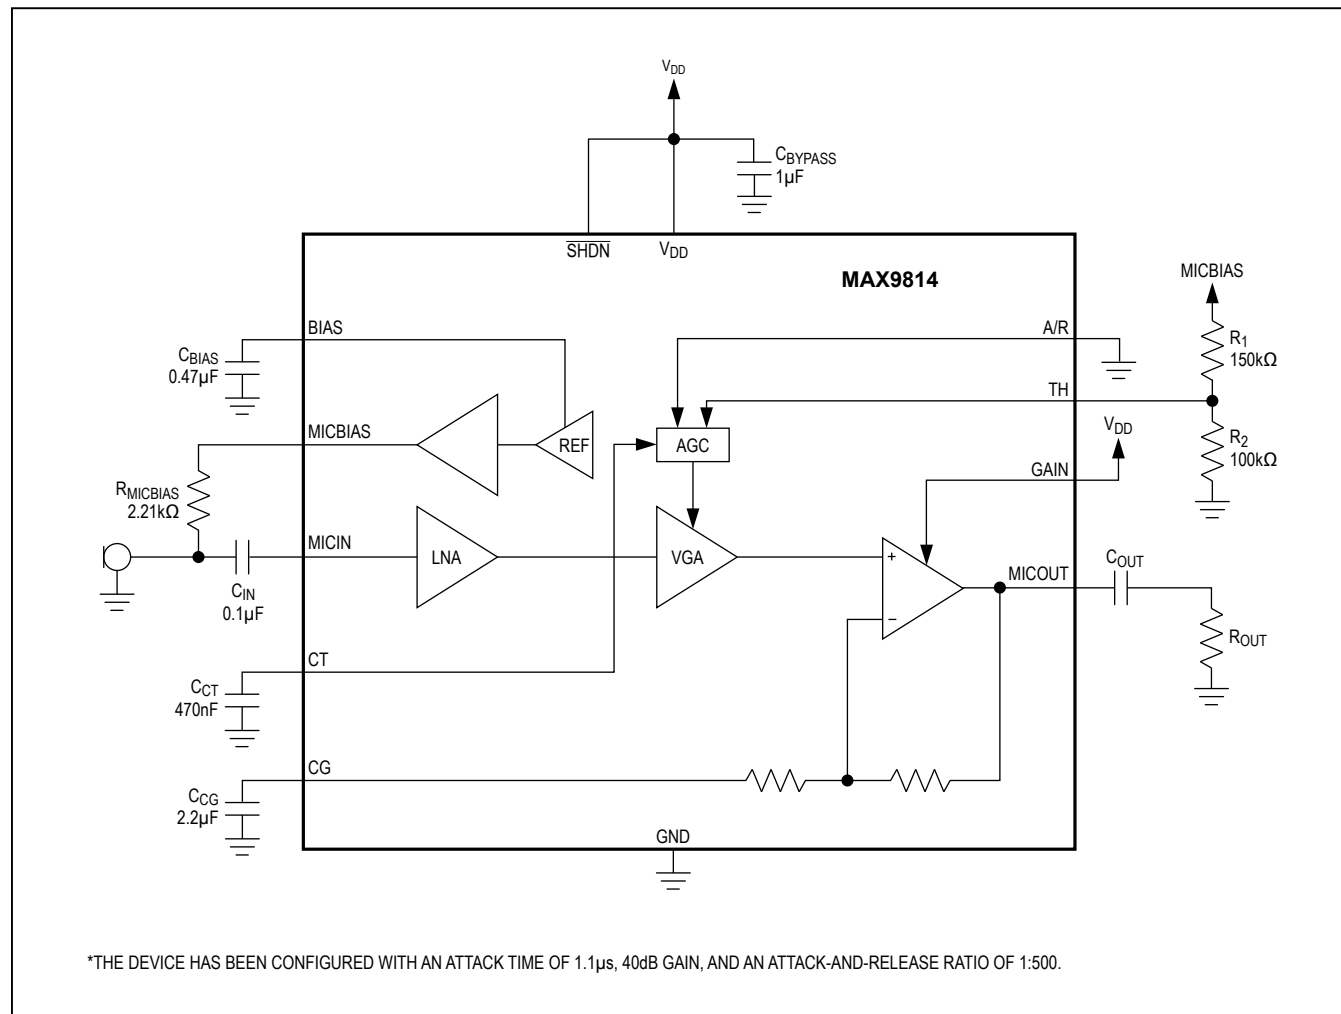 VDD
CBYPASS
1µF
SHDN
VDD
MAX9814
MICBIAS
BIAS
A/R
R1
150kΩ
CBIAS
0.47µF
TH
VDD
MICBIAS
REF
AGC
R2
100kΩ
GAIN
RMICBIAS
2.21kΩ
MICIN
LNA
VGA
+
−
MICOUT
COUT
CIN
0.1µF
ROUT
CT
CCT
470nF
CG
CCG
2.2µF
GND
*THE DEVICE HAS BEEN CONFIGURED WITH AN ATTACK TIME OF 1.1µs, 40dB GAIN, AND AN ATTACK-AND-RELEASE RATIO OF 1:500.